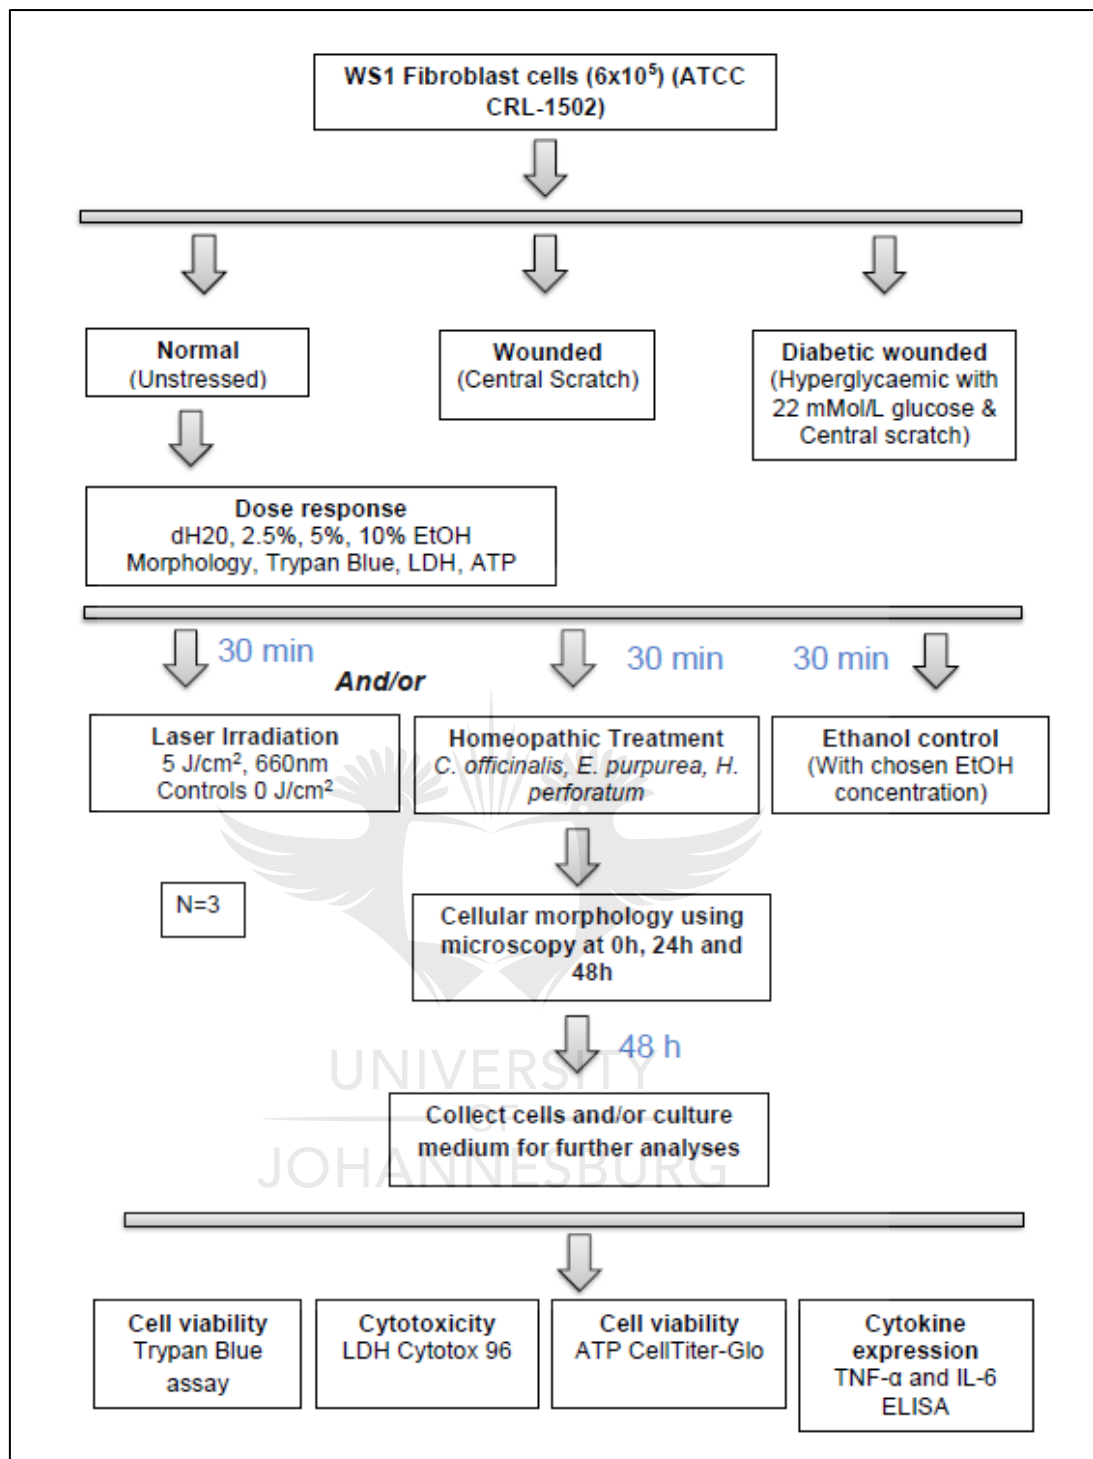 WS1 Fibroblast cells (6x10⁵) (ATCC
CRL-1502)
Normal
(Unstressed)
Wounded
(Central Scratch)
Diabetic wounded
(Hyperglycaemic with
22 mMol/L glucose &
Central scratch)
Dose response
dH20, 2.5%, 5%, 10% EtOH
Morphology, Trypan Blue, LDH, ATP
30 min
And/or
30 min
30 min
Laser Irradiation
5 J/cm², 660nm
Controls 0 J/cm²
Homeopathic Treatment
C. officinalis, E. purpurea, H.
perforatum
Ethanol control
(With chosen EtOH
concentration)
N=3
Cellular morphology using
microscopy at 0h, 24h and
48h
48 h
UNIVERSITY
OF
JOHANNESBURG
Collect cells and/or culture
medium for further analyses
Cell viability
Trypan Blue
assay
Cytotoxicity
LDH Cytotox 96
Cell viability
ATP CellTiter-Glo
Cytokine
expression
TNF-α and IL-6
ELISA